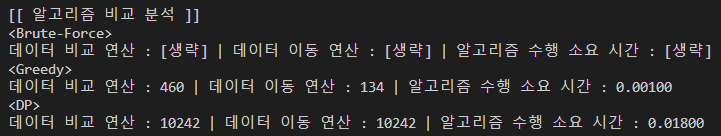 [[ 알고리즘 비교 분석 ]]
<Brute-Force>
데이터 비교 연산 : [생략] | 데이터 이동 연산 : [생략] | 알고리즘 수행 소요 시간 : [생략]
<Greedy>
데이터 비교 연산 : 460 | 데이터 이동 연산 : 134 | 알고리즘 수행 소요 시간 : 0.00100
<DP>
데이터 비교 연산 : 10242 | 데이터 이동 연산 : 10242 | 알고리즘 수행 소요 시간 : 0.01800